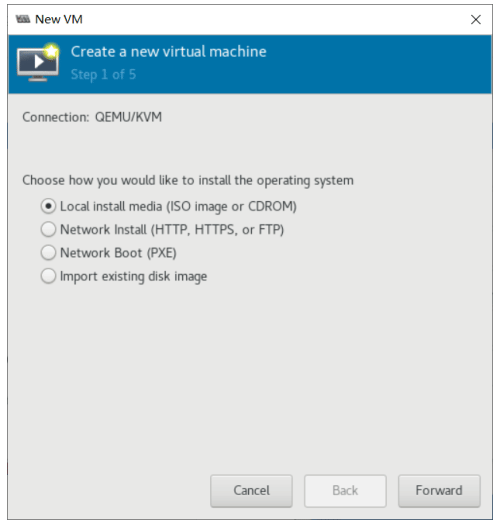 New VM
Create a new virtual machine
Step 1 of 5
Connection: QEMU/KVM
Choose how you would like to install the operating system
Local install media (ISO image or CDROM)
Network Install (HTTP, HTTPS, or FTP)
Network Boot (PXE)
Import existing disk image
Cancel Back Forward